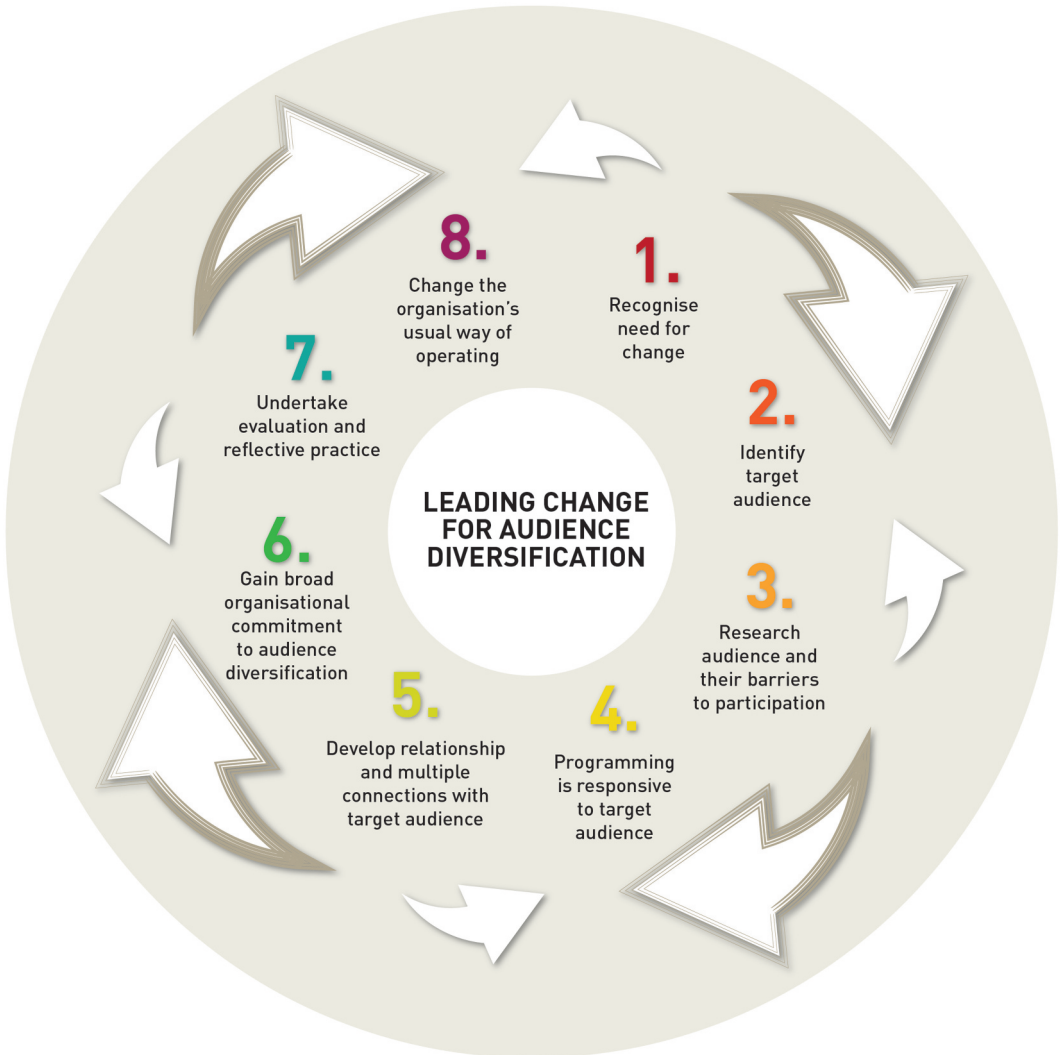 LEADING CHANGE
FOR AUDIENCE
DIVERSIFICATION
1.
Recognise
need for
change
2.
Identify
target
audience
3.
Research
audience and
their barriers
to participation
4.
Programming
is responsive
to target
audience
5.
Develop relationship
and multiple
connections with
target audience
6.
Gain broad
organisational
commitment
to audience
diversification
7.
Undertake
evaluation and
reflective practice
8.
Change the
organisation's
usual way of
operating